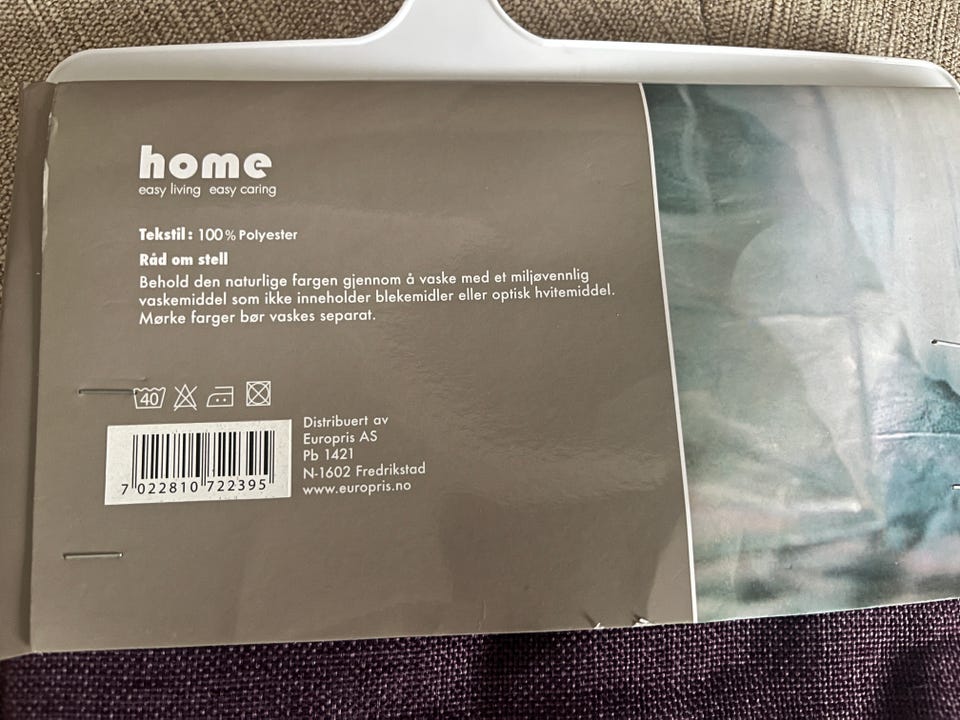 home
easy living easy caring
Tekstil: 100% Polyester
Råd om stell
Behold den naturlige fargen gjennom å vaske med et miljøvennlig
vaskemiddel som ikke inneholder blekemidler eller optisk hvitemiddel.
Mørke farger bør vaskes separat.
40
Distribuert av
Europris AS
Pb 1421
N-1602 Fredrikstad
www.europris.no
7 022810 722395